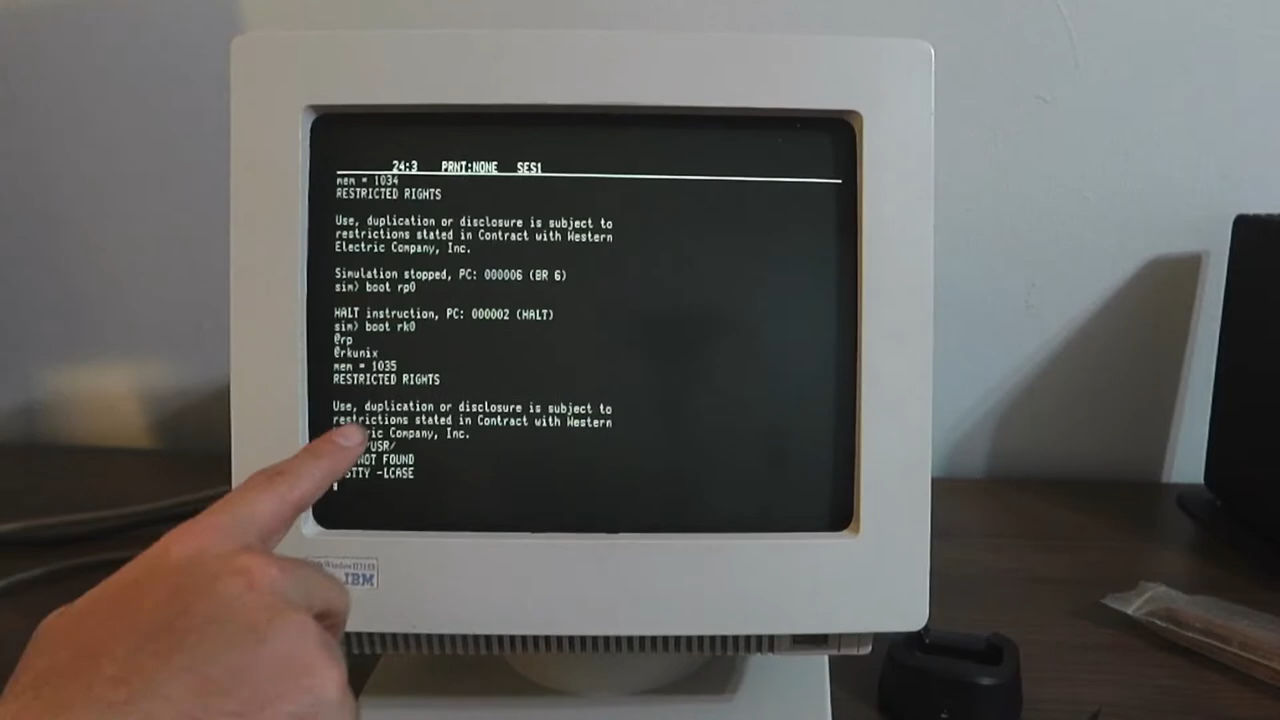 24:3 PRNT:NONE SES1
mem = 1034
RESTRICTED RIGHTS
Use, duplication or disclosure is subject to
restrictions stated in Contract with Western
Electric Company, Inc.
Simulation stopped, PC: 000006 (BR 6)
sim> boot rp0
HALT instruction, PC: 000002 (HALT)
sim> boot rk0
@rp
@rkunix
mem = 1035
RESTRICTED RIGHTS
Use, duplication or disclosure is subject to
restrictions stated in Contract with Western
ric Company, Inc.
/USR/
NOT FOUND
STTY -LCASE
IBM